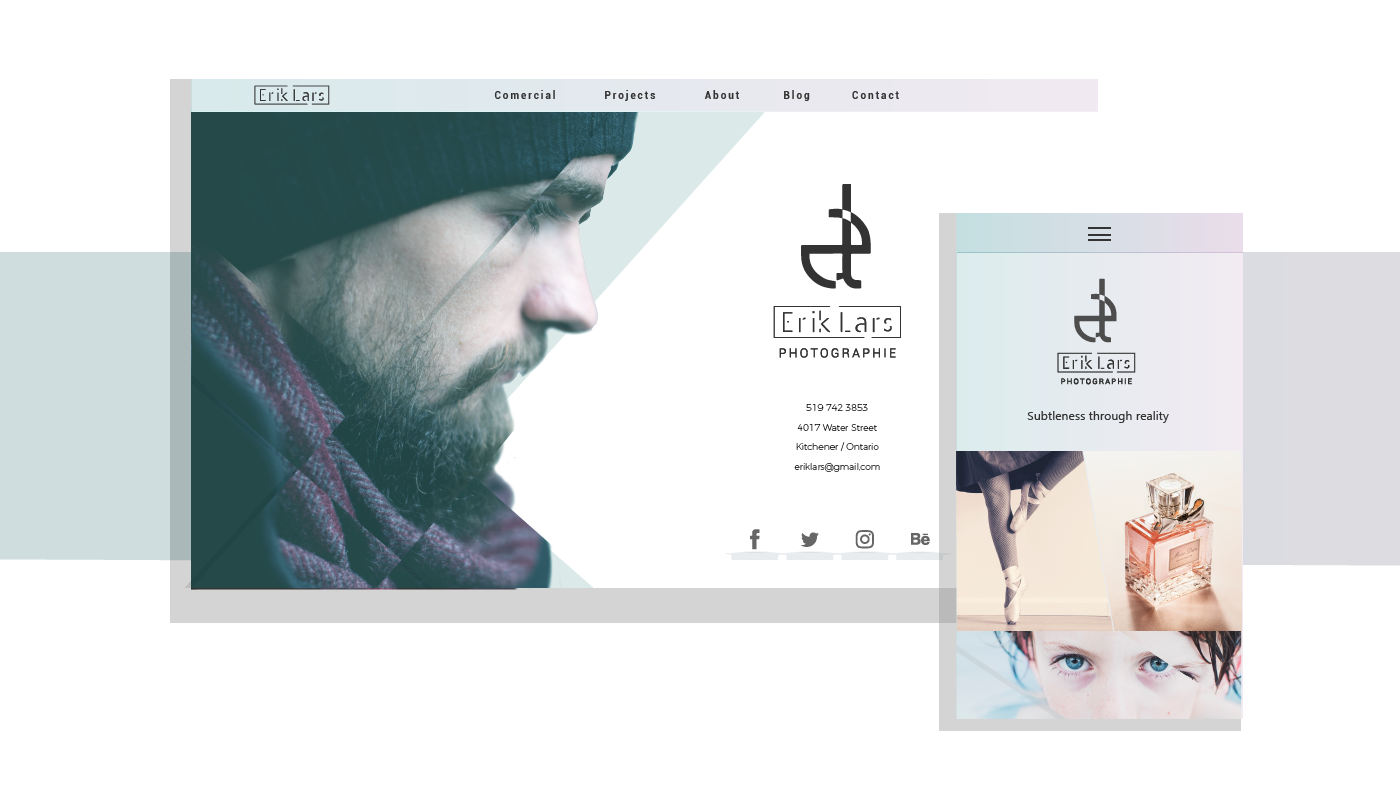 Erik Lars
Comercial Projects About Blog Contact
Erik Lars
PHOTOGRAPHIE
519 742 3853
4017 Water Street
Kitchener / Ontario
eriklars@gmail.com
Bē
Erik Lars
PHOTOGRAPHIE
Subtleness through reality